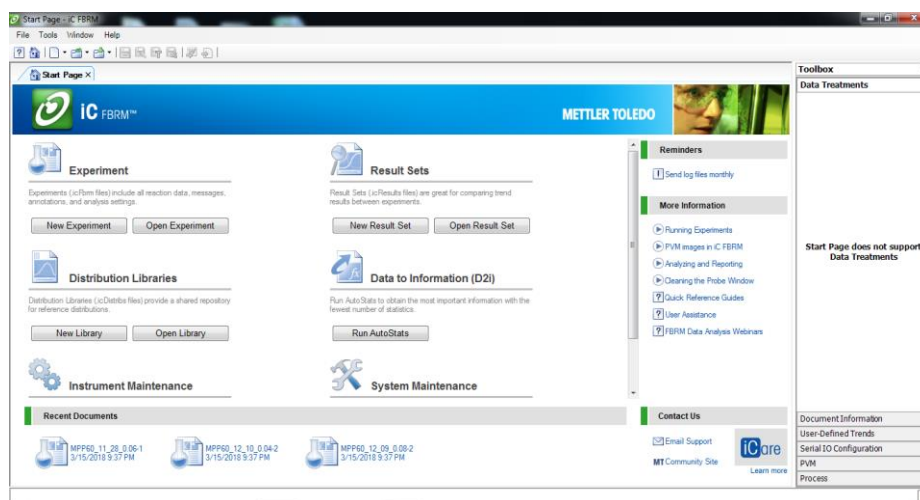 Start Page - iC FBRM
File Tools Window Help
Start Page
iC FBRM™
METTLER TOLEDO
Experiment
Experiments (.icFbrm files) include all reaction data, messages,
annotations, and analysis settings.
New Experiment Open Experiment
Result Sets
Result Sets (.icResults files) are great for comparing trend
results between experiments.
New Result Set Open Result Set
Distribution Libraries
Distribution Libraries (.icDistribs files) provide a shared repository
for reference distributions.
New Library Open Library
Data to Information (D2i)
Run AutoStats to obtain the most important information with the
fewest number of statistics.
Run AutoStats
Instrument Maintenance
System Maintenance
Reminders
Send log files monthly
More Information
Running Experiments
PVM images in iC FBRM
Analyzing and Reporting
Cleaning the Probe Window
Quick Reference Guides
User Assistance
FBRM Data Analysis Webinars
Recent Documents
MPP60_11_28_0.06-1
3/15/2018 9:37 PM
MPP60_12_10_0.04-2
3/15/2018 9:37 PM
MPP60_12_09_0.08-2
3/15/2018 9:37 PM
Contact Us
Email Support
MT Community Site
iCare
Learn more
Toolbox
Data Treatments
Start Page does not support
Data Treatments
Document Information
User-Defined Trends
Serial IO Configuration
PVM
Process